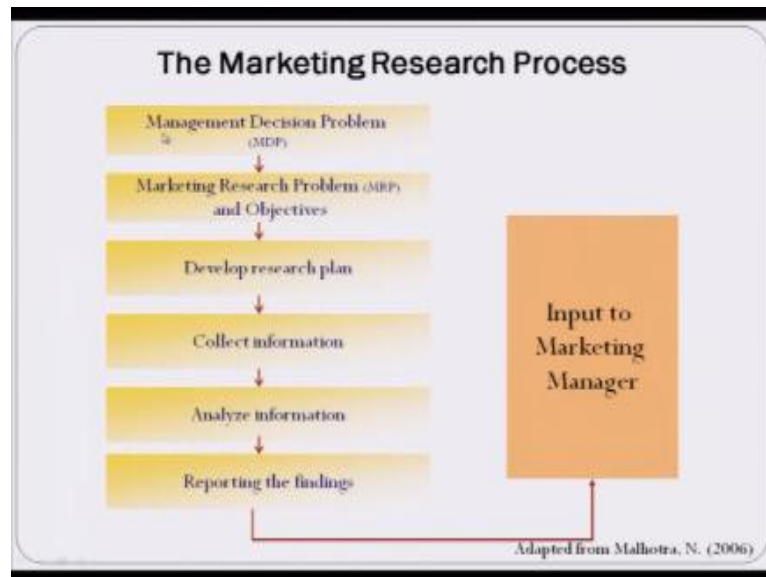 The Marketing Research Process
Management Decision Problem
(MDP)
Marketing Research Problem (MRP)
and Objectives
Develop research plan
Collect information
Analyze information
Reporting the findings
Input to
Marketing
Manager
Adapted from Malhotra, N. (2006)